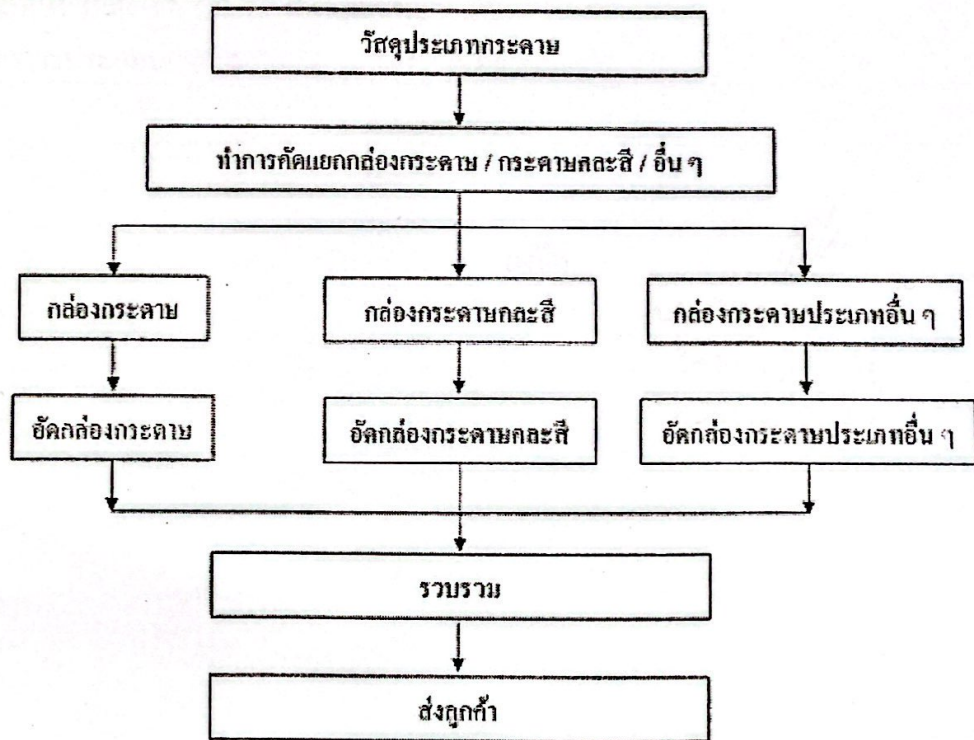 วัสดุประเภทกระดาษ
ทำการคัดแยกกล่องกระดาษ / กระดาษคละสี / อื่น ๆ
กล่องกระดาษ
กล่องกระดาษคละสี
กล่องกระดาษประเภทอื่น ๆ
อัดกล่องกระดาษ
อัดกล่องกระดาษคละสี
อัดกล่องกระดาษประเภทอื่น ๆ
รวบรวม
ส่งลูกค้า